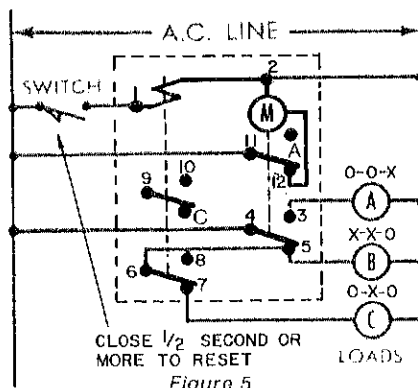 A.C. LINE
SWITCH
1
2
M
A
11
12
10
9
C
O-O-X
3
A
4
X-X-O
5
B
8
6
7
O-X-O
C
CLOSE 1/2 SECOND OR
MORE TO RESET
LOADS
Figure 5